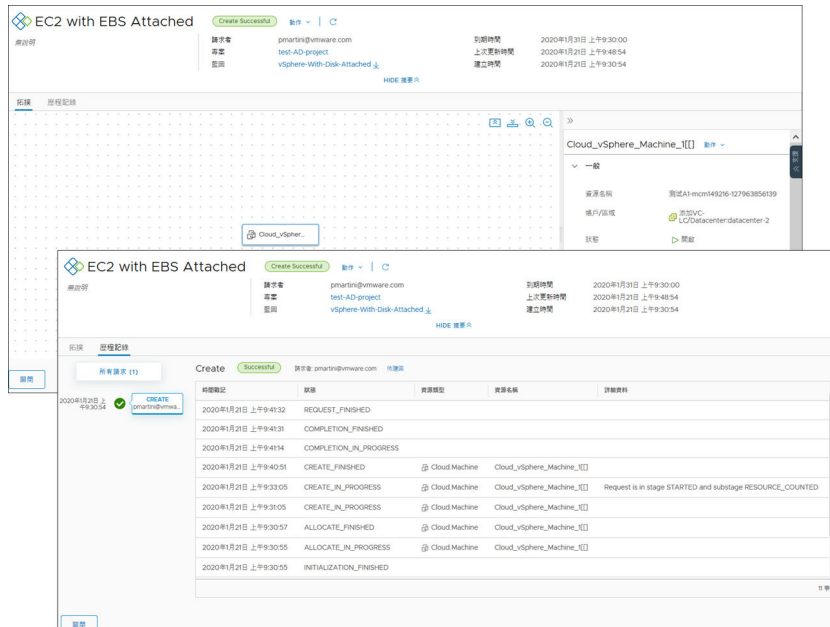 EC2 with EBS Attached Create Successful 動作
無說明
請求者 pmartini@vmware.com 到期時間 2020年1月31日 上午9:30:00
專案 test-AD-project 上次更新時間 2020年1月21日 上午9:48:54
藍圖 vSphere-With-Disk-Attached 建立時間 2020年1月21日 上午9:30:54
HIDE 摘要
拓撲 歷程記錄
Cloud_vSphere_Machine_1[[] 動作
支援
一般
資源名稱 測試A1-mcm149216-127963856139
帳戶/區域 添加VC-
LC/Datacenter:datacenter-2
狀態 開啟
Cloud_vSpher...
關閉
EC2 with EBS Attached Create Successful 動作
無說明
請求者 pmartini@vmware.com 到期時間 2020年1月31日 上午9:30:00
專案 test-AD-project 上次更新時間 2020年1月21日 上午9:48:54
藍圖 vSphere-With-Disk-Attached 建立時間 2020年1月21日 上午9:30:54
HIDE 摘要
拓撲 歷程記錄
所有請求 (1)
2020年1月21日 上
午9:30:54
CREATE
pmartini@vmwa...
Create Successful 請求者: pmartini@vmware.com
時間戳記 狀態 資源類型 資源名稱 詳細資料
2020年1月21日 上午9:41:32 REQUEST_FINISHED
2020年1月21日 上午9:41:31 COMPLETION_FINISHED
2020年1月21日 上午9:41:14 COMPLETION_IN_PROGRESS
2020年1月21日 上午9:40:51 CREATE_FINISHED Cloud.Machine Cloud_vSphere_Machine_1[[]
2020年1月21日 上午9:33:05 CREATE_IN_PROGRESS Cloud.Machine Cloud_vSphere_Machine_1[[] Request is in stage STARTED and substage RESOURCE_COUNTED
2020年1月21日 上午9:31:05 CREATE_IN_PROGRESS Cloud.Machine Cloud_vSphere_Machine_1[[]
2020年1月21日 上午9:30:57 ALLOCATE_FINISHED Cloud.Machine Cloud_vSphere_Machine_1[[]
2020年1月21日 上午9:30:55 ALLOCATE_IN_PROGRESS Cloud.Machine Cloud_vSphere_Machine_1[[]
2020年1月21日 上午9:30:55 INITIALIZATION_FINISHED
關閉